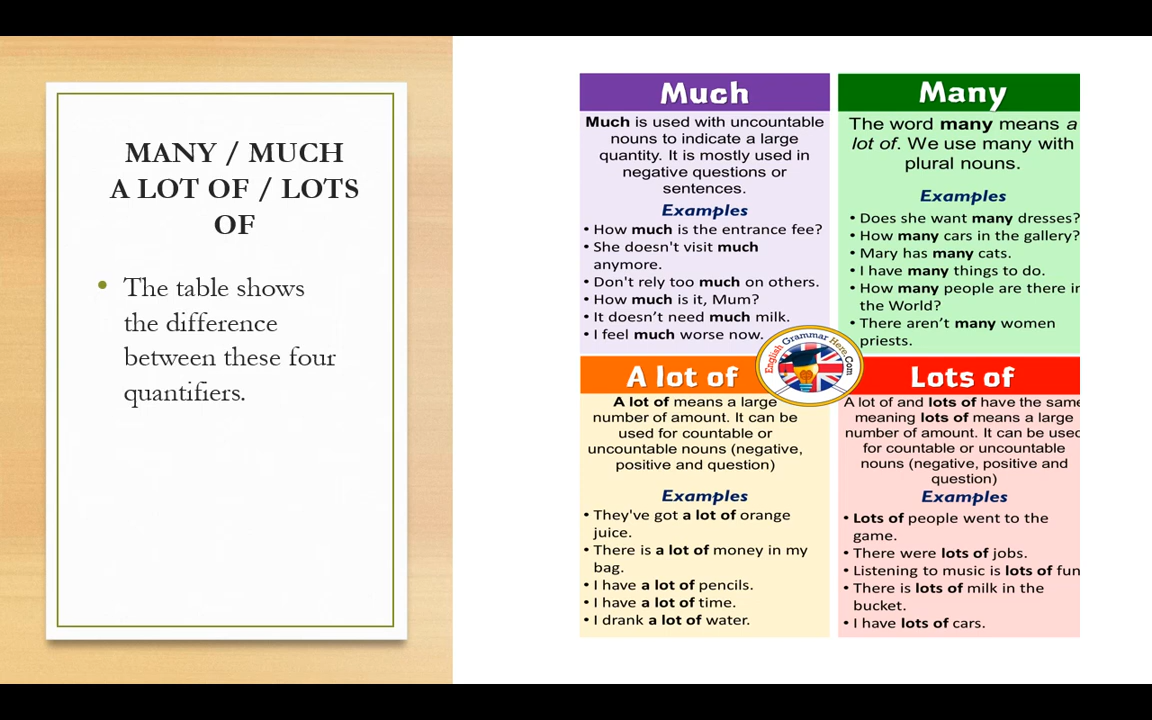 MANY / MUCH
A LOT OF / LOTS
OF
• The table shows
the difference
between these four
quantifiers.
Much
Much is used with uncountable
nouns to indicate a large
quantity. It is mostly used in
negative questions or
sentences.
Examples
• How much is the entrance fee?
• She doesn't visit much
anymore.
• Don't rely too much on others.
• How much is it, Mum?
• It doesn't need much milk.
• I feel much worse now.
Many
The word many means a
lot of. We use many with
plural nouns.
Examples
• Does she want many dresses?
• How many cars in the gallery?
• Mary has many cats.
• I have many things to do.
• How many people are there in
the World?
• There aren't many women
priests.
English Grammar Here.Com
A lot of
A lot of means a large
number of amount. It can be
used for countable or
uncountable nouns (negative,
positive and question)
Examples
• They've got a lot of orange
juice.
• There is a lot of money in my
bag.
• I have a lot of pencils.
• I have a lot of time.
• I drank a lot of water.
Lots of
A lot of and lots of have the same
meaning lots of means a large
number of amount. It can be used
for countable or uncountable
nouns (negative, positive and
question)
Examples
• Lots of people went to the
game.
• There were lots of jobs.
• Listening to music is lots of fun
• There is lots of milk in the
bucket.
• I have lots of cars.